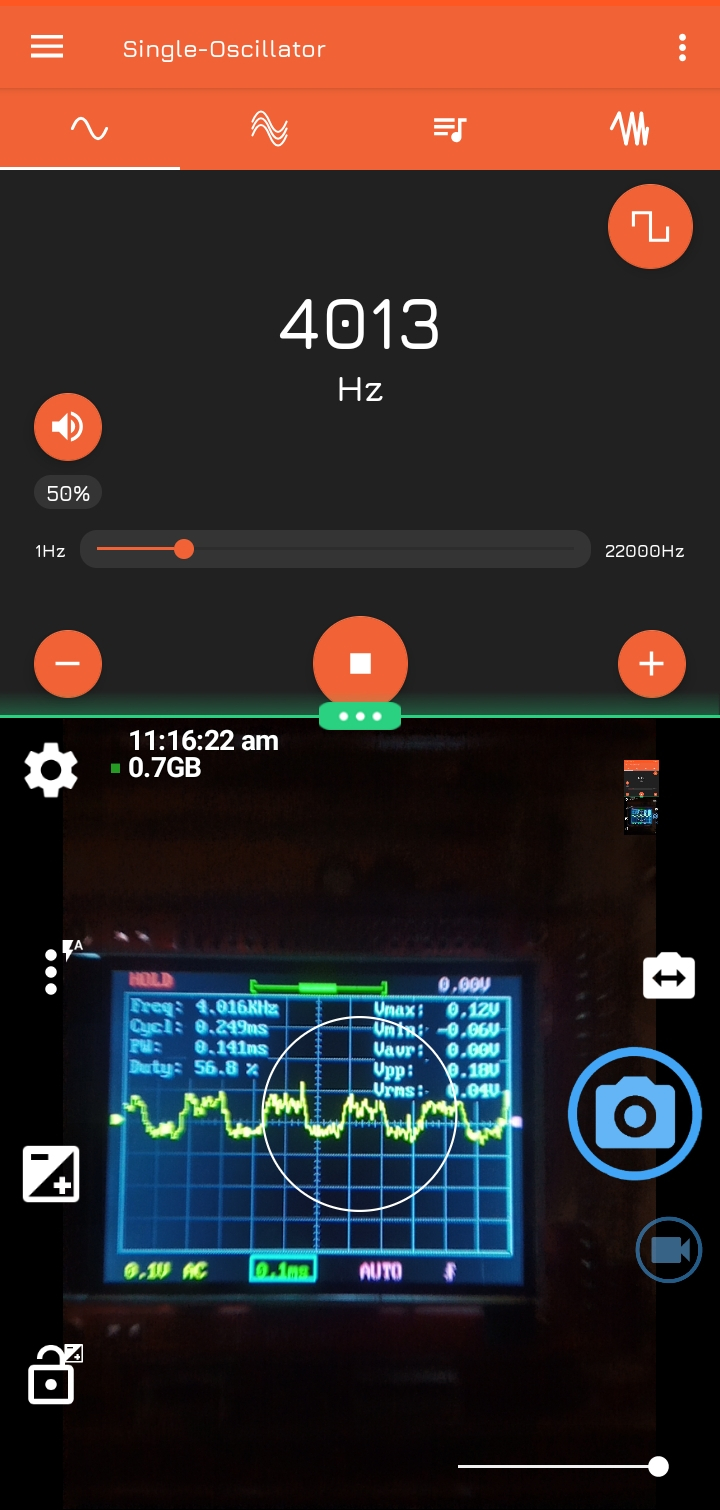 Single-Oscillator
4013
Hz
50%
1Hz
22000Hz
11:16:22 am
0.7GB
A
HOLD
0.00V
Freq: 4.016KHz
Cycl: 0.249ms
PW: 0.141ms
Duty: 56.8 %
Vmax: 0.12V
Vmin: -0.06V
Vavr: 0.00V
Vpp: 0.18V
Vrms: 0.04V
0.1V AC
0.1ms
AUTO